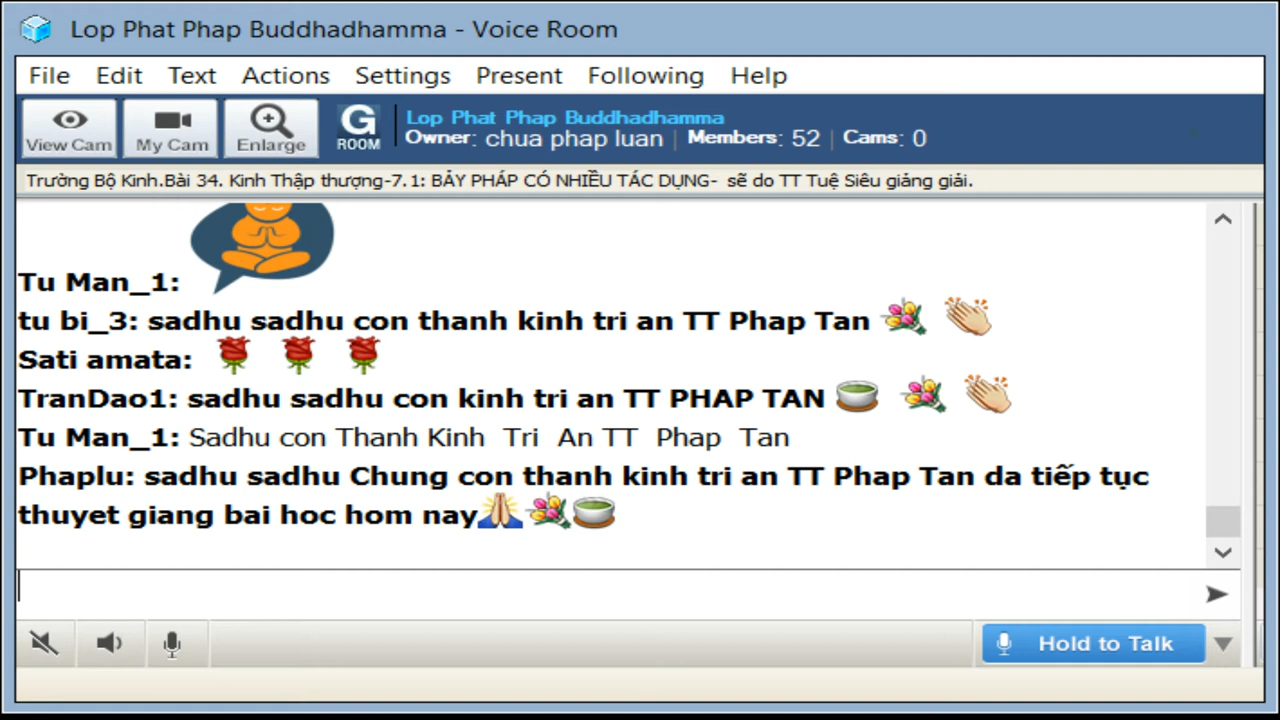 Lop Phat Phap Buddhadhamma - Voice Room
File Edit Text Actions Settings Present Following Help
View Cam My Cam Enlarge G ROOM
Lop Phat Phap Buddhadhamma
Owner: chua phap luan | Members: 52 | Cams: 0
Trường Bộ Kinh.Bài 34. Kinh Thập thượng-7.1: BẢY PHÁP CÓ NHIỀU TÁC DỤNG- sẽ do TT Tuệ Siêu giảng giải.
Tu Man_1:
tu bi_3: sadhu sadhu con thanh kinh tri an TT Phap Tan
Sati amata:
TranDao1: sadhu sadhu con kinh tri an TT PHAP TAN
Tu Man_1: Sadhu con Thanh Kinh Tri An TT Phap Tan
Phaplu: sadhu sadhu Chung con thanh kinh tri an TT Phap Tan da tiếp tục
thuyet giang bai hoc hom nay
Hold to Talk